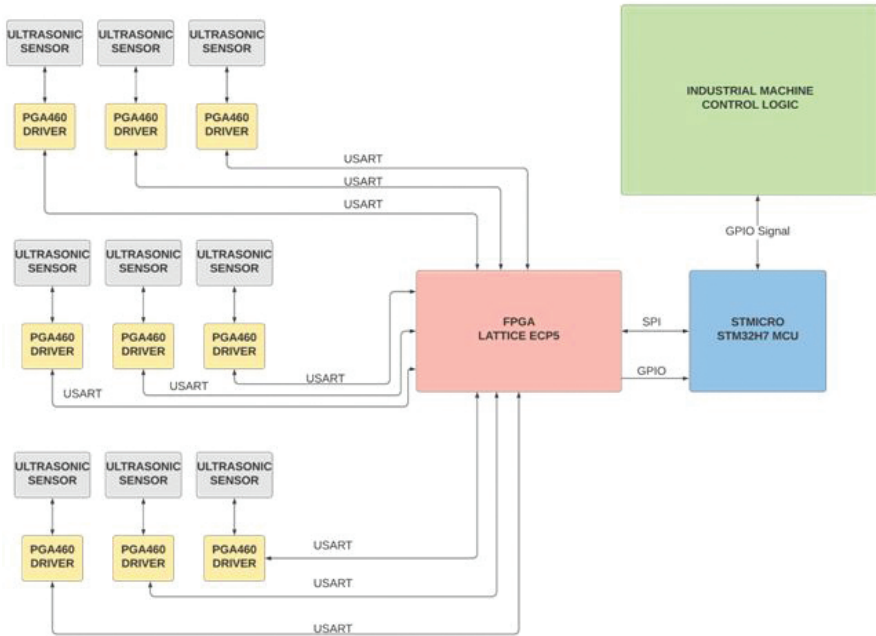 ULTRASONIC
SENSOR
ULTRASONIC
SENSOR
ULTRASONIC
SENSOR
PGA460
DRIVER
PGA460
DRIVER
PGA460
DRIVER
USART
USART
USART
INDUSTRIAL MACHINE
CONTROL LOGIC
GPIO Signal
ULTRASONIC
SENSOR
ULTRASONIC
SENSOR
ULTRASONIC
SENSOR
PGA460
DRIVER
PGA460
DRIVER
PGA460
DRIVER
USART
USART
USART
FPGA
LATTICE ECP5
SPI
GPIO
STMICRO
STM32H7 MCU
ULTRASONIC
SENSOR
ULTRASONIC
SENSOR
ULTRASONIC
SENSOR
PGA460
DRIVER
PGA460
DRIVER
PGA460
DRIVER
USART
USART
USART